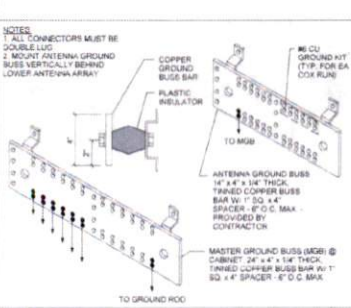 NOTES
1. ALL CONNECTORS MUST BE
DOUBLE LUG
2. MOUNT ANTENNA GROUND
BUSS VERTICALLY BEHIND
LOWER ANTENNA ARRAY
COPPER
GROUND
BUSS BAR
PLASTIC
INSULATOR
#6 CU
GROUND KIT
(TYP. FOR EA
COX RUN)
TO MGB
4"
2"
ANTENNA GROUND BUSS
14" x 4" x 1/4" THICK,
TINNED COPPER BUSS
BAR W/ 1" SQ. x 4"
SPACER - 6" O.C. MAX -
PROVIDED BY
CONTRACTOR
MASTER GROUND BUSS (MGB) @
CABINET, 24" x 4" x 1/4" THICK,
TINNED COPPER BUSS BAR W/ 1"
SQ. x 4" SPACER - 6" O.C. MAX
TO GROUND ROD